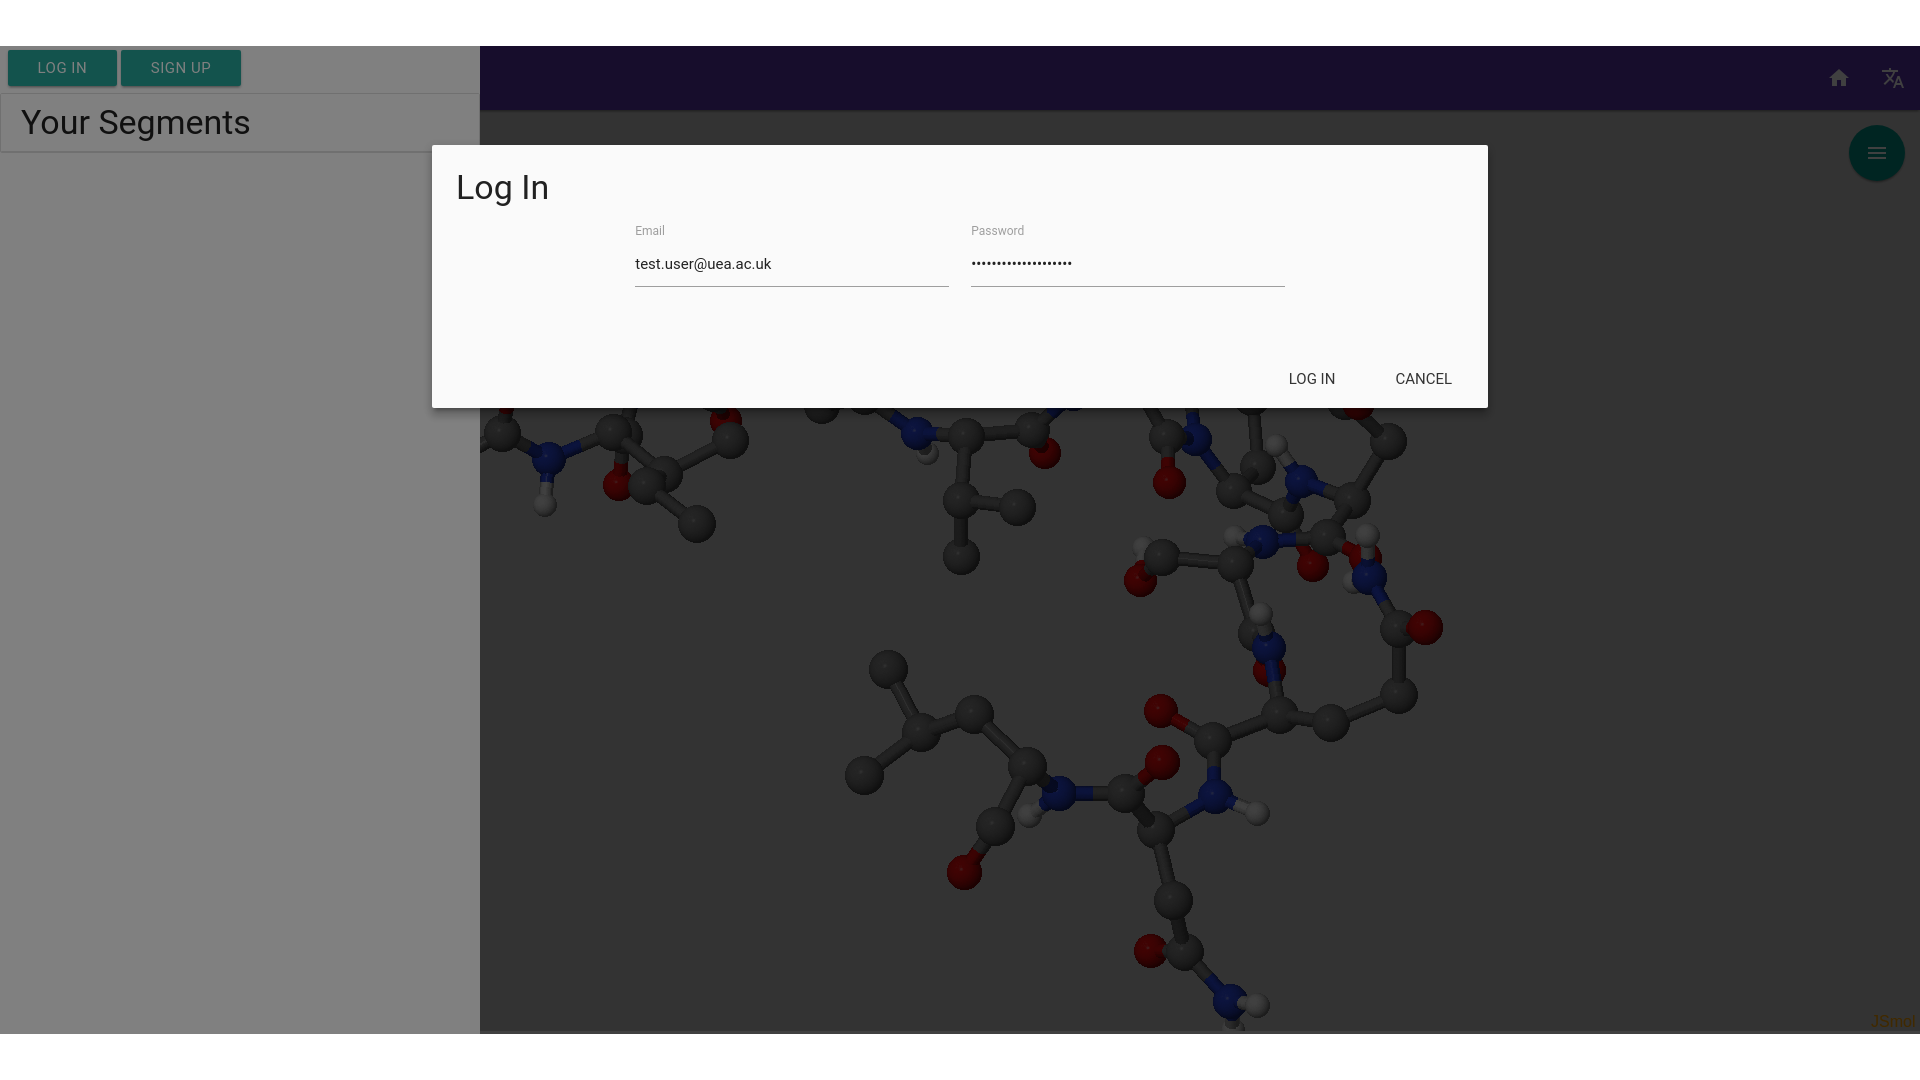 LOG IN
SIGN UP
Your Segments
Log In
Email
Password
test.user@uea.ac.uk
••••••••••••••••••••
LOG IN
CANCEL
JSmol